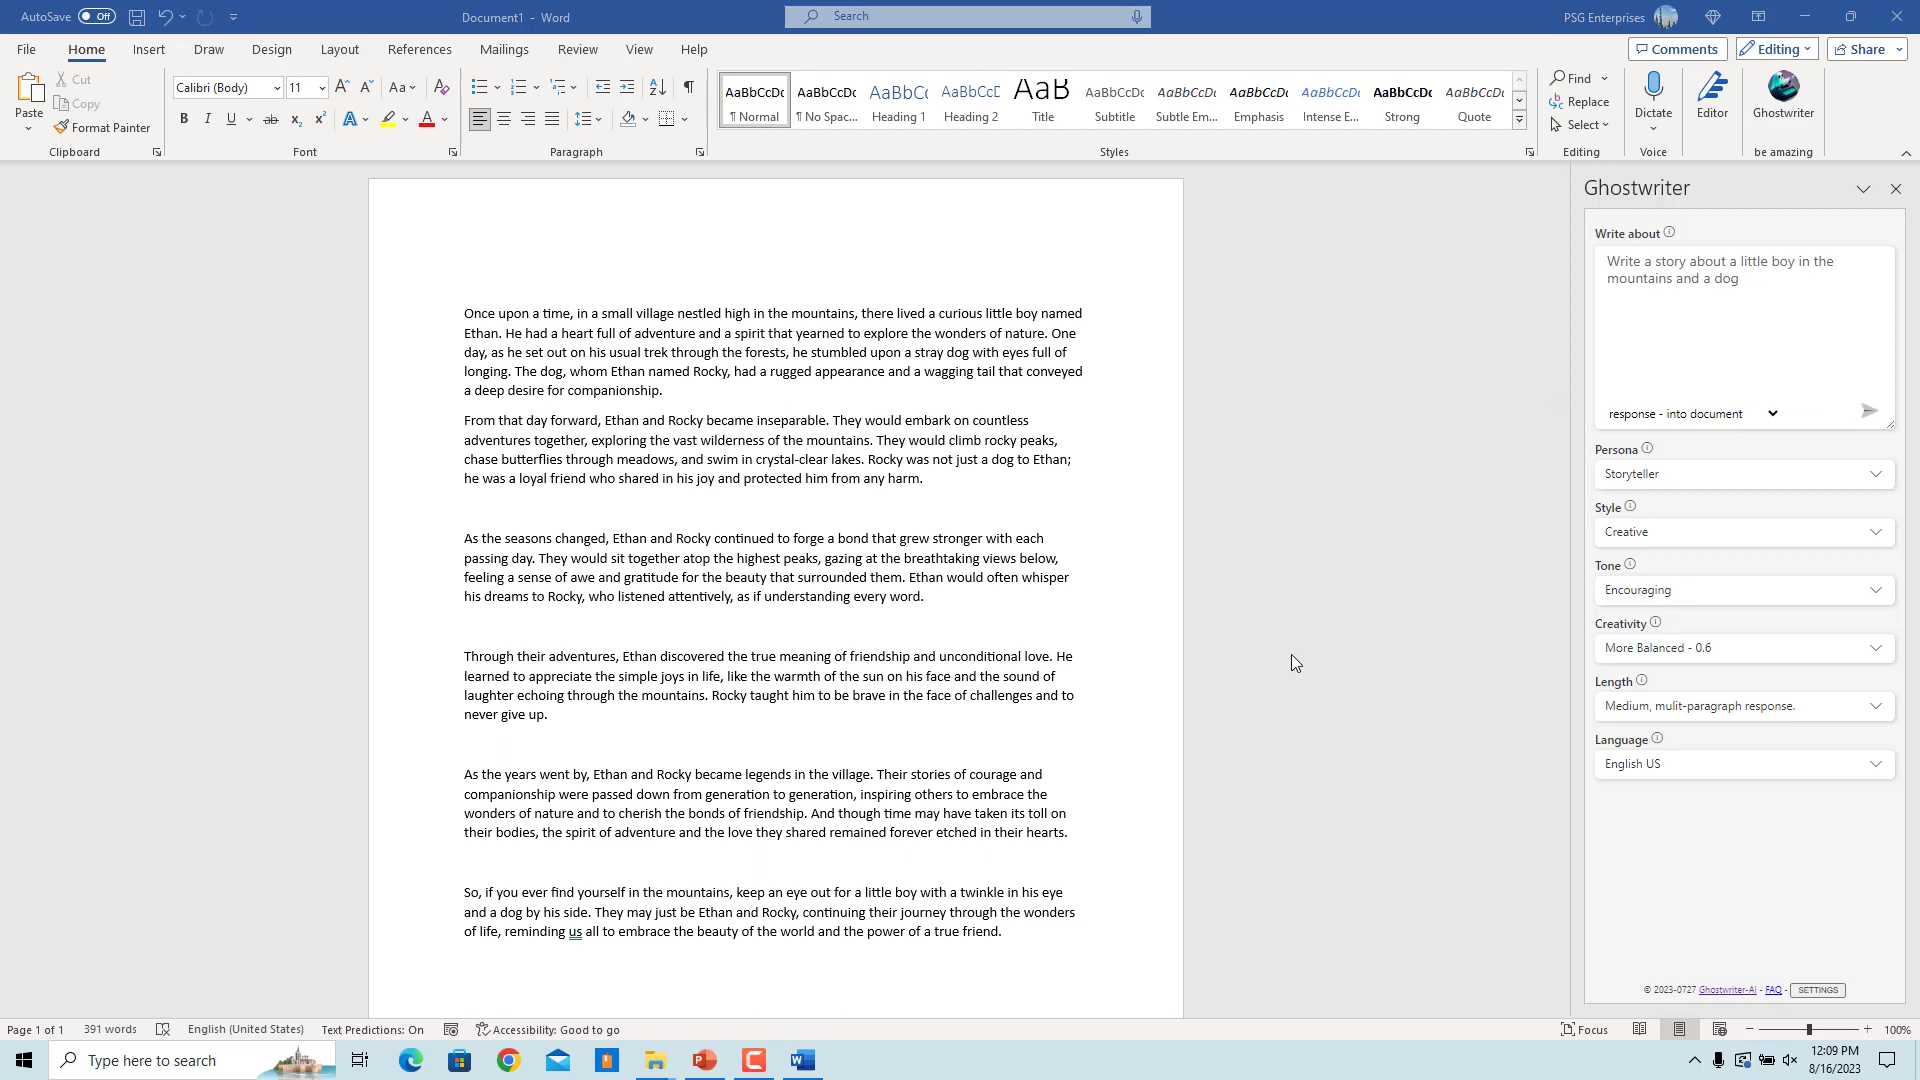 AutoSave Off
Document1 - Word
Search
PSG Enterprises
File Home Insert Draw Design Layout References Mailings Review View Help
Comments Editing Share
Paste
Cut
Copy
Format Painter
Clipboard
Calibri (Body) 11
Font
Paragraph
AaBbCcDc AaBbCcDc AaBbC AaBbCcD AaB AaBbCcDc AaBbCcDc AaBbCcDc AaBbCcDc AaBbCcDc AaBbCcDc
¶ Normal ¶ No Spac... Heading 1 Heading 2 Title Subtitle Subtle Em... Emphasis Intense E... Strong Quote
Styles
Find
Replace
Select
Editing
Dictate
Voice
Editor
Ghostwriter
be amazing
Once upon a time, in a small village nestled high in the mountains, there lived a curious little boy named
Ethan. He had a heart full of adventure and a spirit that yearned to explore the wonders of nature. One
day, as he set out on his usual trek through the forests, he stumbled upon a stray dog with eyes full of
longing. The dog, whom Ethan named Rocky, had a rugged appearance and a wagging tail that conveyed
a deep desire for companionship.
From that day forward, Ethan and Rocky became inseparable. They would embark on countless
adventures together, exploring the vast wilderness of the mountains. They would climb rocky peaks,
chase butterflies through meadows, and swim in crystal-clear lakes. Rocky was not just a dog to Ethan;
he was a loyal friend who shared in his joy and protected him from any harm.
As the seasons changed, Ethan and Rocky continued to forge a bond that grew stronger with each
passing day. They would sit together atop the highest peaks, gazing at the breathtaking views below,
feeling a sense of awe and gratitude for the beauty that surrounded them. Ethan would often whisper
his dreams to Rocky, who listened attentively, as if understanding every word.
Through their adventures, Ethan discovered the true meaning of friendship and unconditional love. He
learned to appreciate the simple joys in life, like the warmth of the sun on his face and the sound of
laughter echoing through the mountains. Rocky taught him to be brave in the face of challenges and to
never give up.
As the years went by, Ethan and Rocky became legends in the village. Their stories of courage and
companionship were passed down from generation to generation, inspiring others to embrace the
wonders of nature and to cherish the bonds of friendship. And though time may have taken its toll on
their bodies, the spirit of adventure and the love they shared remained forever etched in their hearts.
So, if you ever find yourself in the mountains, keep an eye out for a little boy with a twinkle in his eye
and a dog by his side. They may just be Ethan and Rocky, continuing their journey through the wonders
of life, reminding us all to embrace the beauty of the world and the power of a true friend.
Ghostwriter
Write about
Write a story about a little boy in the
mountains and a dog
response - into document
Persona
Storyteller
Style
Creative
Tone
Encouraging
Creativity
More Balanced - 0.6
Length
Medium, mulit-paragraph response.
Language
English US
© 2023-0727 Ghostwriter-AI - FAQ - SETTINGS
Page 1 of 1 391 words English (United States) Text Predictions: On Accessibility: Good to go
Focus 100%
Type here to search
12:09 PM
8/16/2023